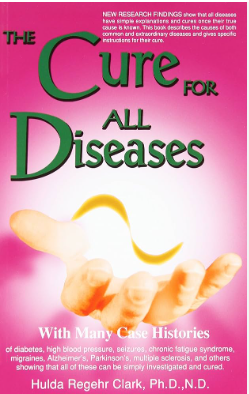 NEW RESEARCH FINDINGS show that all diseases
have simple explanations and cures once their true
cause is known. This book describes the causes of both
common and extraordinary diseases and gives specific
instructions for their cure.
THE
Cure FOR
ALL
Diseases
With Many Case Histories
of diabetes, high blood pressure, seizures, chronic fatigue syndrome,
migraines, Alzheimer's, Parkinson's, multiple sclerosis, and others
showing that all of these can be simply investigated and cured.
Hulda Regehr Clark, Ph.D.,N.D.